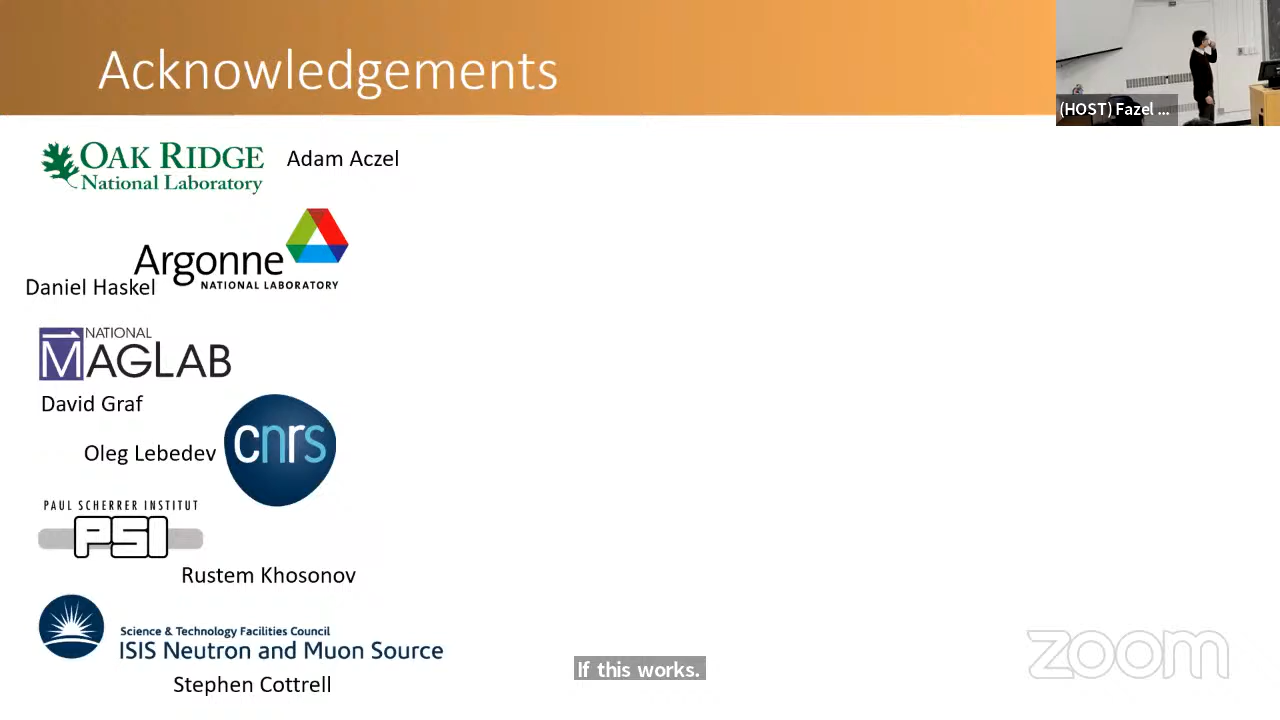 Acknowledgements
(HOST) Fazel ...
OAK RIDGE
National Laboratory
Adam Aczel
Argonne
NATIONAL LABORATORY
Daniel Haskel
NATIONAL
MAGLAB
David Graf
Oleg Lebedev
cnrs
PAUL SCHERRER INSTITUT
PSI
Rustem Khosonov
Science & Technology Facilities Council
ISIS Neutron and Muon Source
Stephen Cottrell
If this works.
zoom